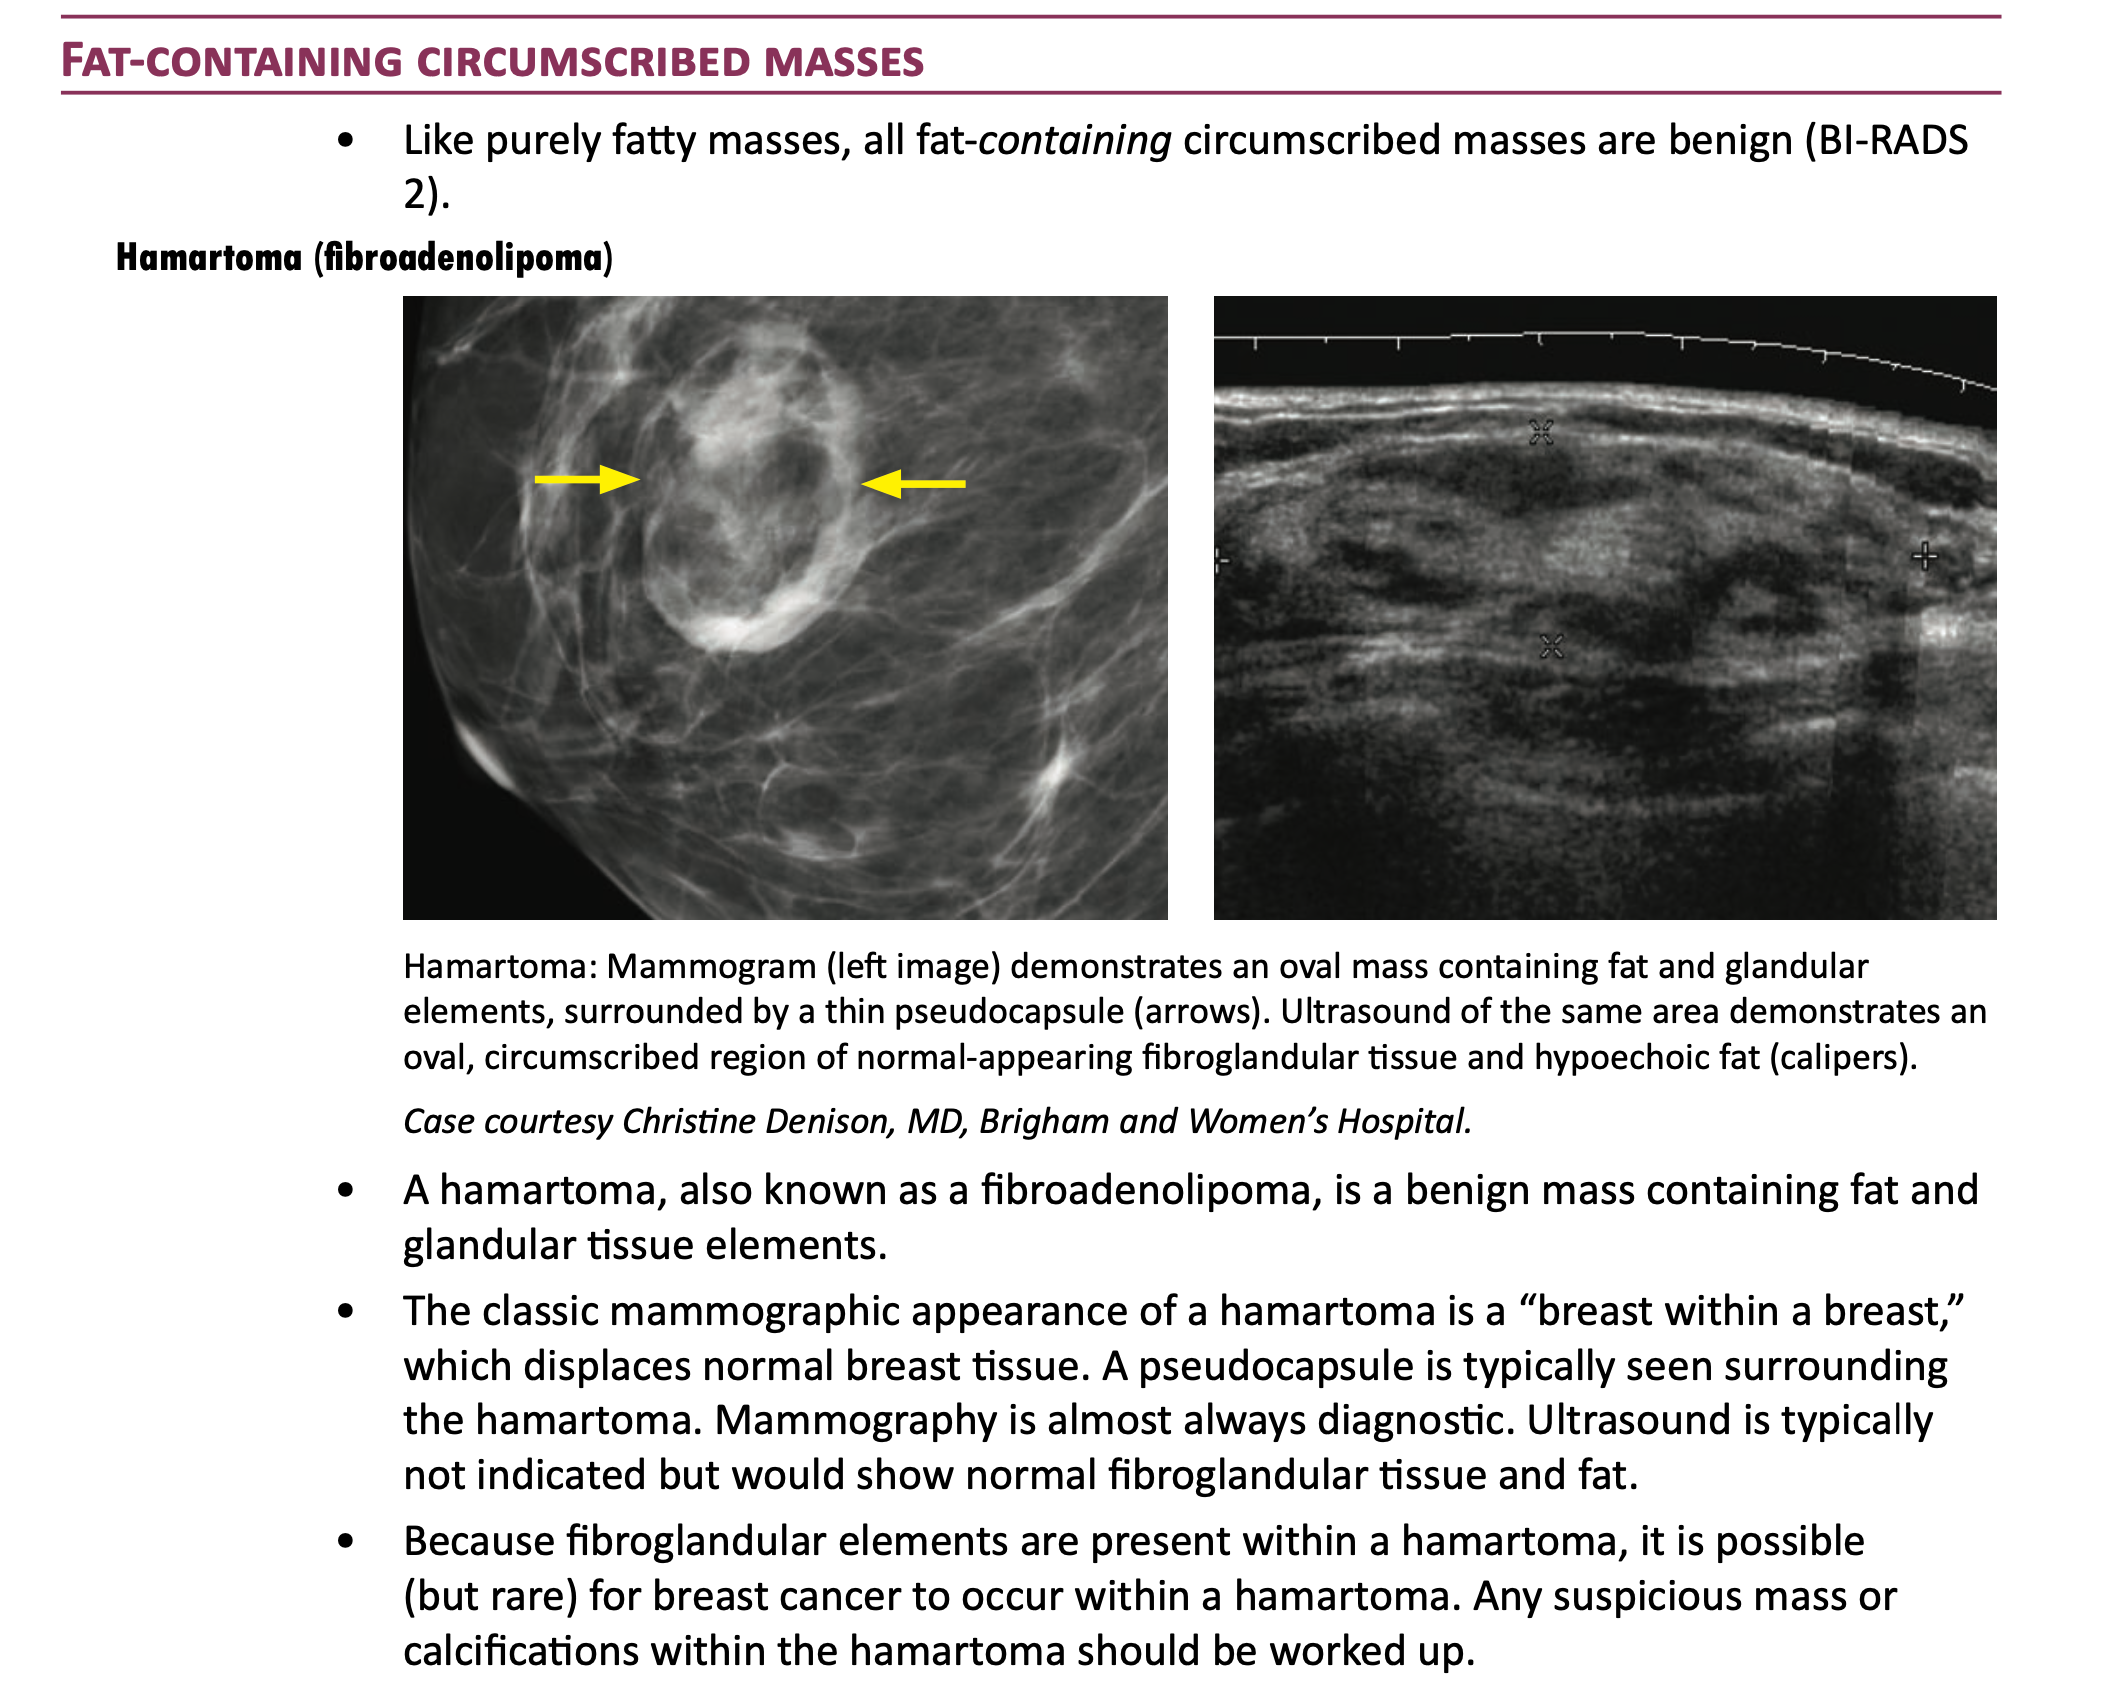 FAT-CONTAINING CIRCUMSCRIBED MASSES
• Like purely fatty masses, all fat-containing circumscribed masses are benign (BI-RADS
2).
Hamartoma (fibroadenolipoma)
Hamartoma: Mammogram (left image) demonstrates an oval mass containing fat and glandular
elements, surrounded by a thin pseudocapsule (arrows). Ultrasound of the same area demonstrates an
oval, circumscribed region of normal-appearing fibroglandular tissue and hypoechoic fat (calipers).
Case courtesy Christine Denison, MD, Brigham and Women’s Hospital.
• A hamartoma, also known as a fibroadenolipoma, is a benign mass containing fat and
glandular tissue elements.
• The classic mammographic appearance of a hamartoma is a “breast within a breast,”
which displaces normal breast tissue. A pseudocapsule is typically seen surrounding
the hamartoma. Mammography is almost always diagnostic. Ultrasound is typically
not indicated but would show normal fibroglandular tissue and fat.
• Because fibroglandular elements are present within a hamartoma, it is possible
(but rare) for breast cancer to occur within a hamartoma. Any suspicious mass or
calcifications within the hamartoma should be worked up.